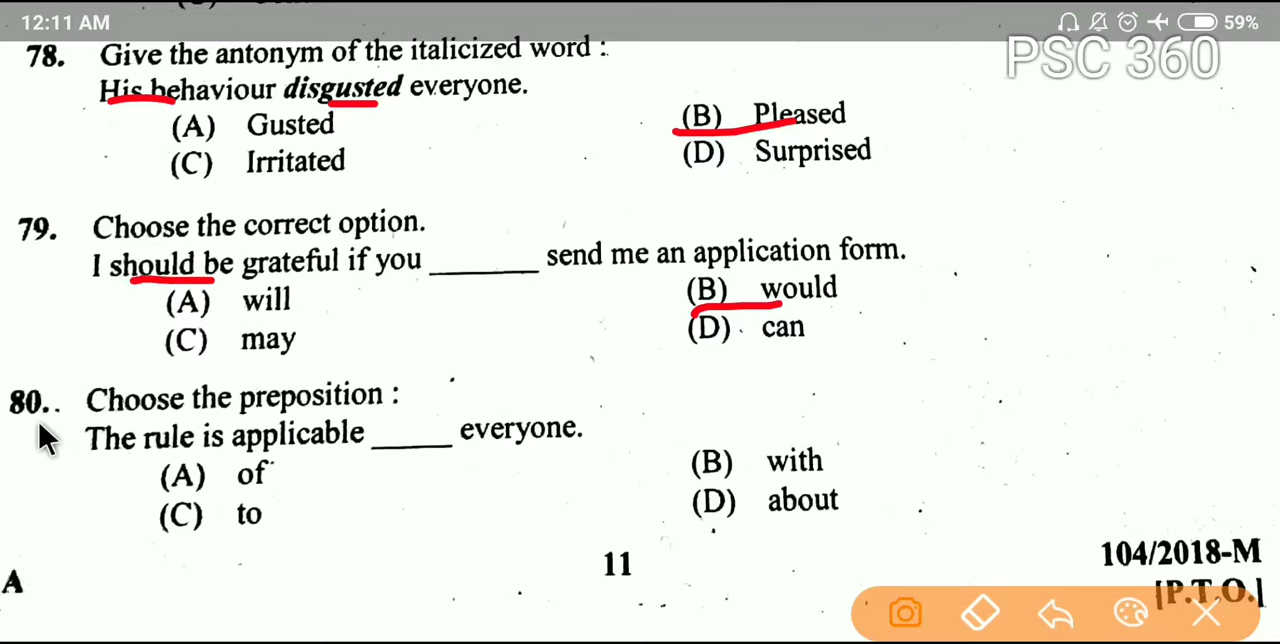 12:11 AM 59%
PSC 360
78. Give the antonym of the italicized word :
His behaviour disgusted everyone.
(A) Gusted (B) Pleased
(C) Irritated (D) Surprised
79. Choose the correct option.
I should be grateful if you ______ send me an application form.
(A) will (B) would
(C) may (D) can
80.. Choose the preposition :
The rule is applicable _____ everyone.
(A) of (B) with
(C) to (D) about
A 11 104/2018-M
[P.T.O.]